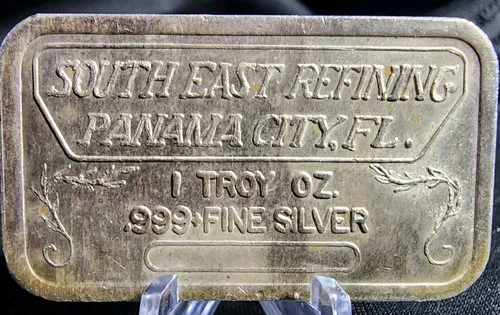 SOUTH EAST REFINING
PANAMA CITY, FL.
1 TROY OZ.
.999+FINE SILVER